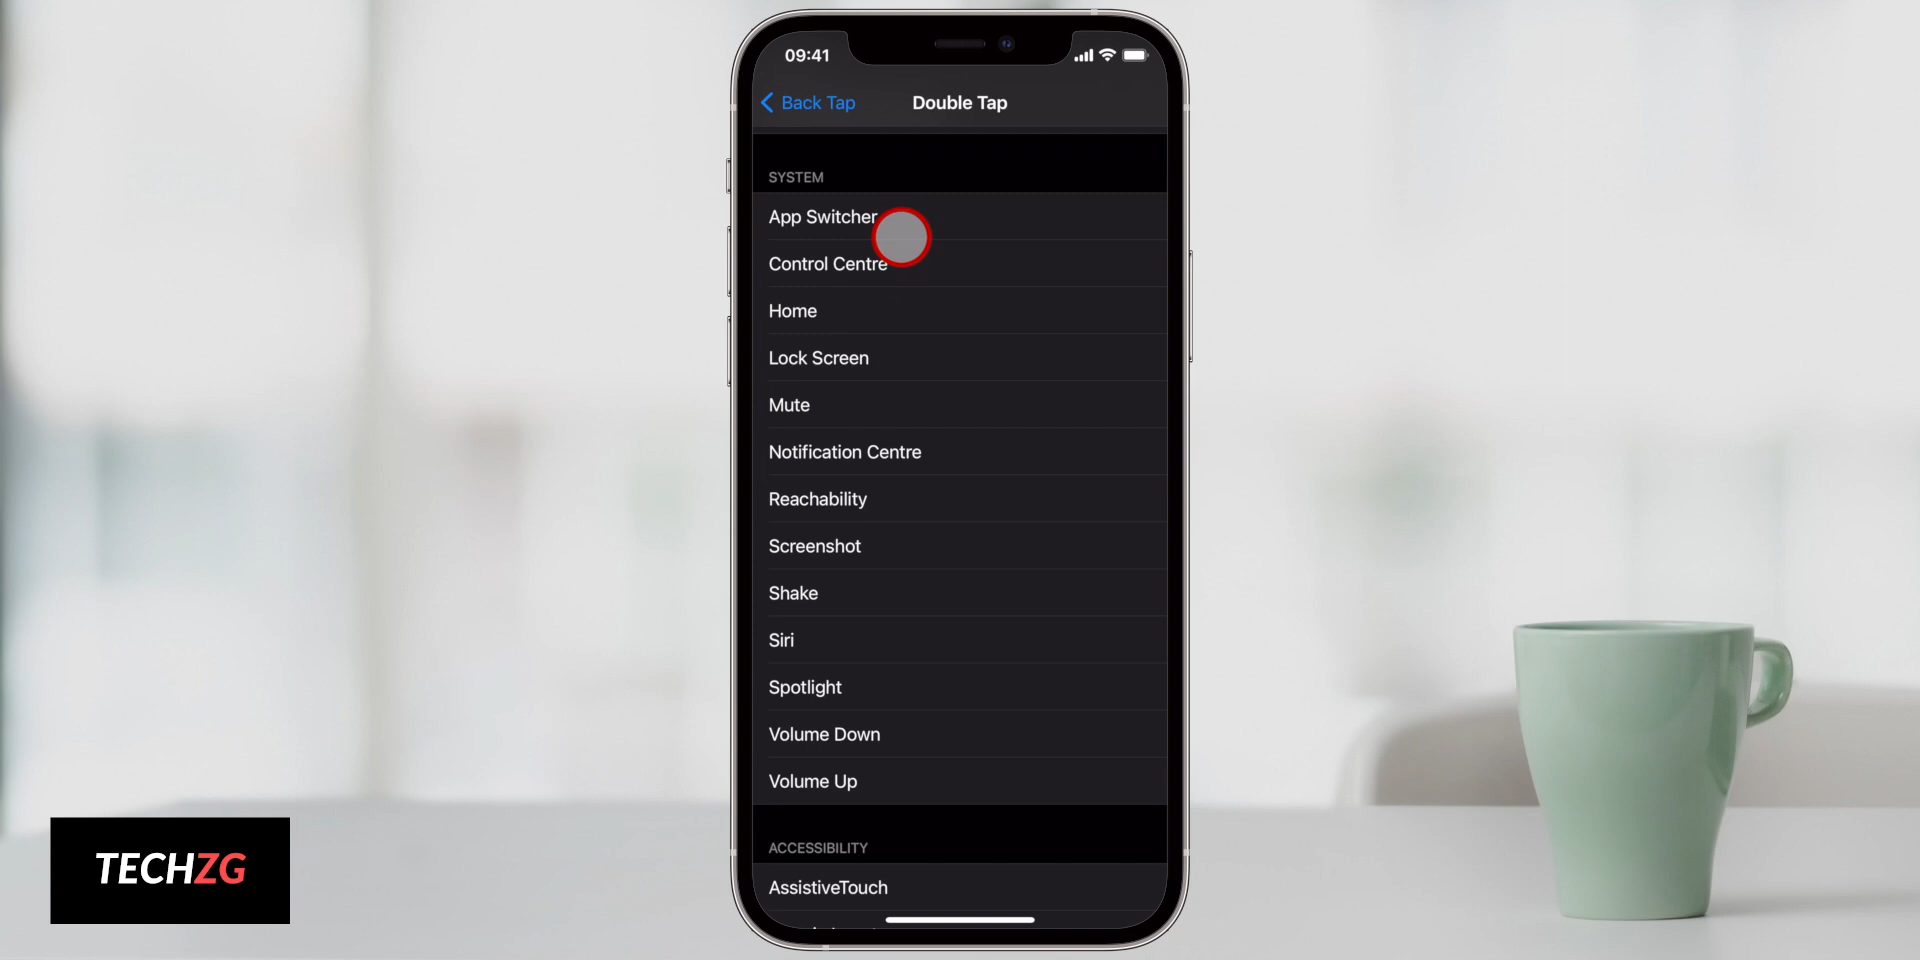 09:41
Back Tap
Double Tap
SYSTEM
App Switcher
Control Centre
Home
Lock Screen
Mute
Notification Centre
Reachability
Screenshot
Shake
Siri
Spotlight
Volume Down
Volume Up
ACCESSIBILITY
AssistiveTouch
TECHZG